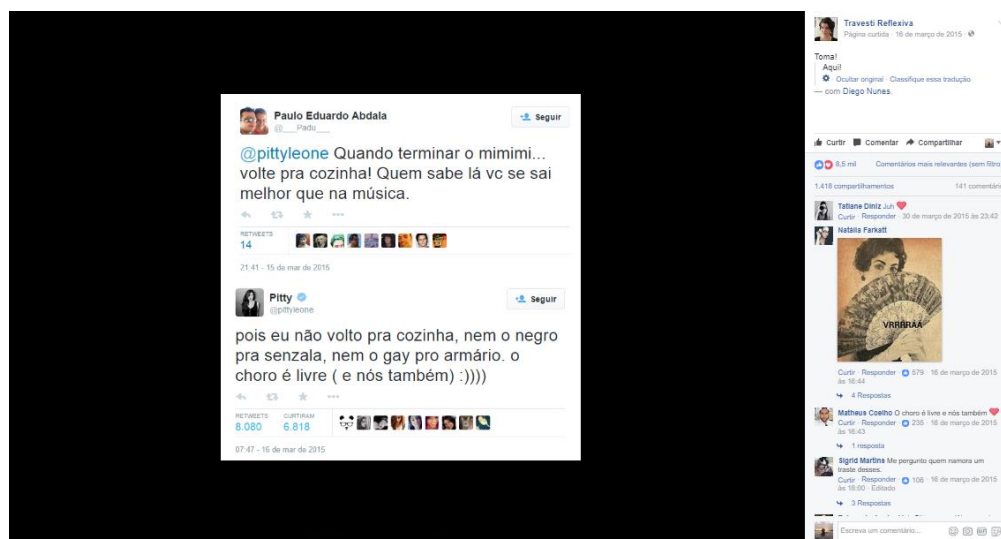 Paulo Eduardo Abdala
@___Padu___
Seguir
@pittyleone Quando terminar o mimimi...
volte pra cozinha! Quem sabe lá vc se sai
melhor que na música.
RETWEETS
14
21:41 - 15 de mar de 2015
Pitty
@pittyleone
Seguir
pois eu não volto pra cozinha, nem o negro
pra senzala, nem o gay pro armário. o
choro é livre ( e nós também) :))))
RETWEETS CURTIRAM
8.080 6.818
07:47 - 16 de mar de 2015
Travesti Reflexiva
Página curtida · 16 de março de 2015
Toma!
Aqui!
Ocultar original · Classifique essa tradução
— com Diego Nunes.
Curtir Comentar Compartilhar
8,5 mil Comentários mais relevantes (sem filtro)
1.418 compartilhamentos 141 comentário
Tatiane Diniz Juh
Curtir · Responder · 30 de março de 2015 às 23:42
Natália Farkatt
VRRRRÁÁ
Curtir · Responder · 579 · 16 de março de 2015
às 16:44
4 Respostas
Matheus Coelho O choro é livre e nós também
Curtir · Responder · 235 · 16 de março de 2015
às 16:43
1 resposta
Sigrid Martins Me pergunto quem namora um
traste desses.
Curtir · Responder · 106 · 16 de março de 2015
às 18:00 · Editado
3 Respostas
Escreva um comentário...